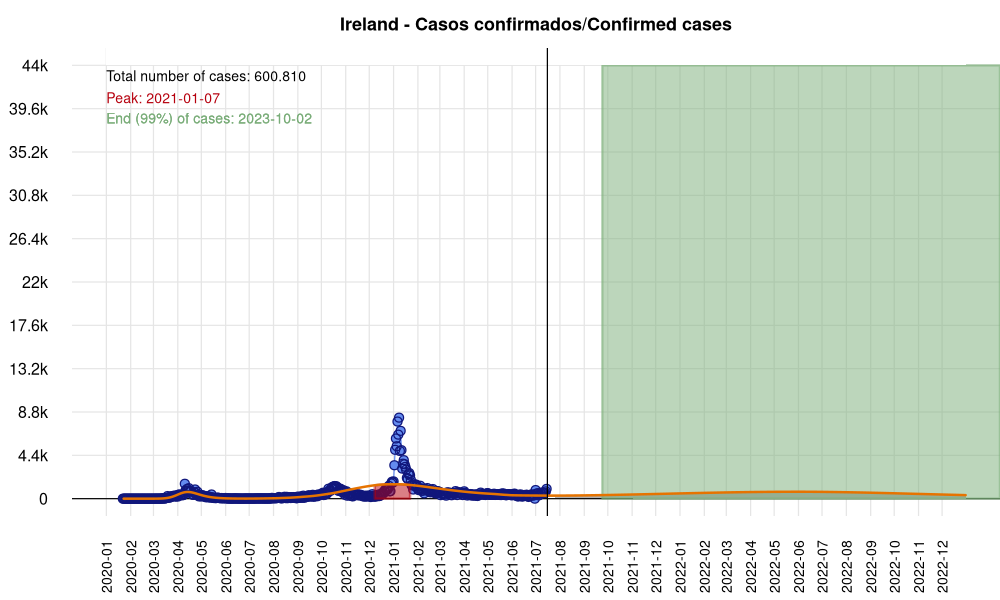 Ireland - Casos confirmados/Confirmed cases
Total number of cases: 600.810
Peak: 2021-01-07
End (99%) of cases: 2023-10-02
44k
39.6k
35.2k
30.8k
26.4k
22k
17.6k
13.2k
8.8k
4.4k
0
2020-01
2020-02
2020-03
2020-04
2020-05
2020-06
2020-07
2020-08
2020-09
2020-10
2020-11
2020-12
2021-01
2021-02
2021-03
2021-04
2021-05
2021-06
2021-07
2021-08
2021-09
2021-10
2021-11
2021-12
2022-01
2022-02
2022-03
2022-04
2022-05
2022-06
2022-07
2022-08
2022-09
2022-10
2022-11
2022-12